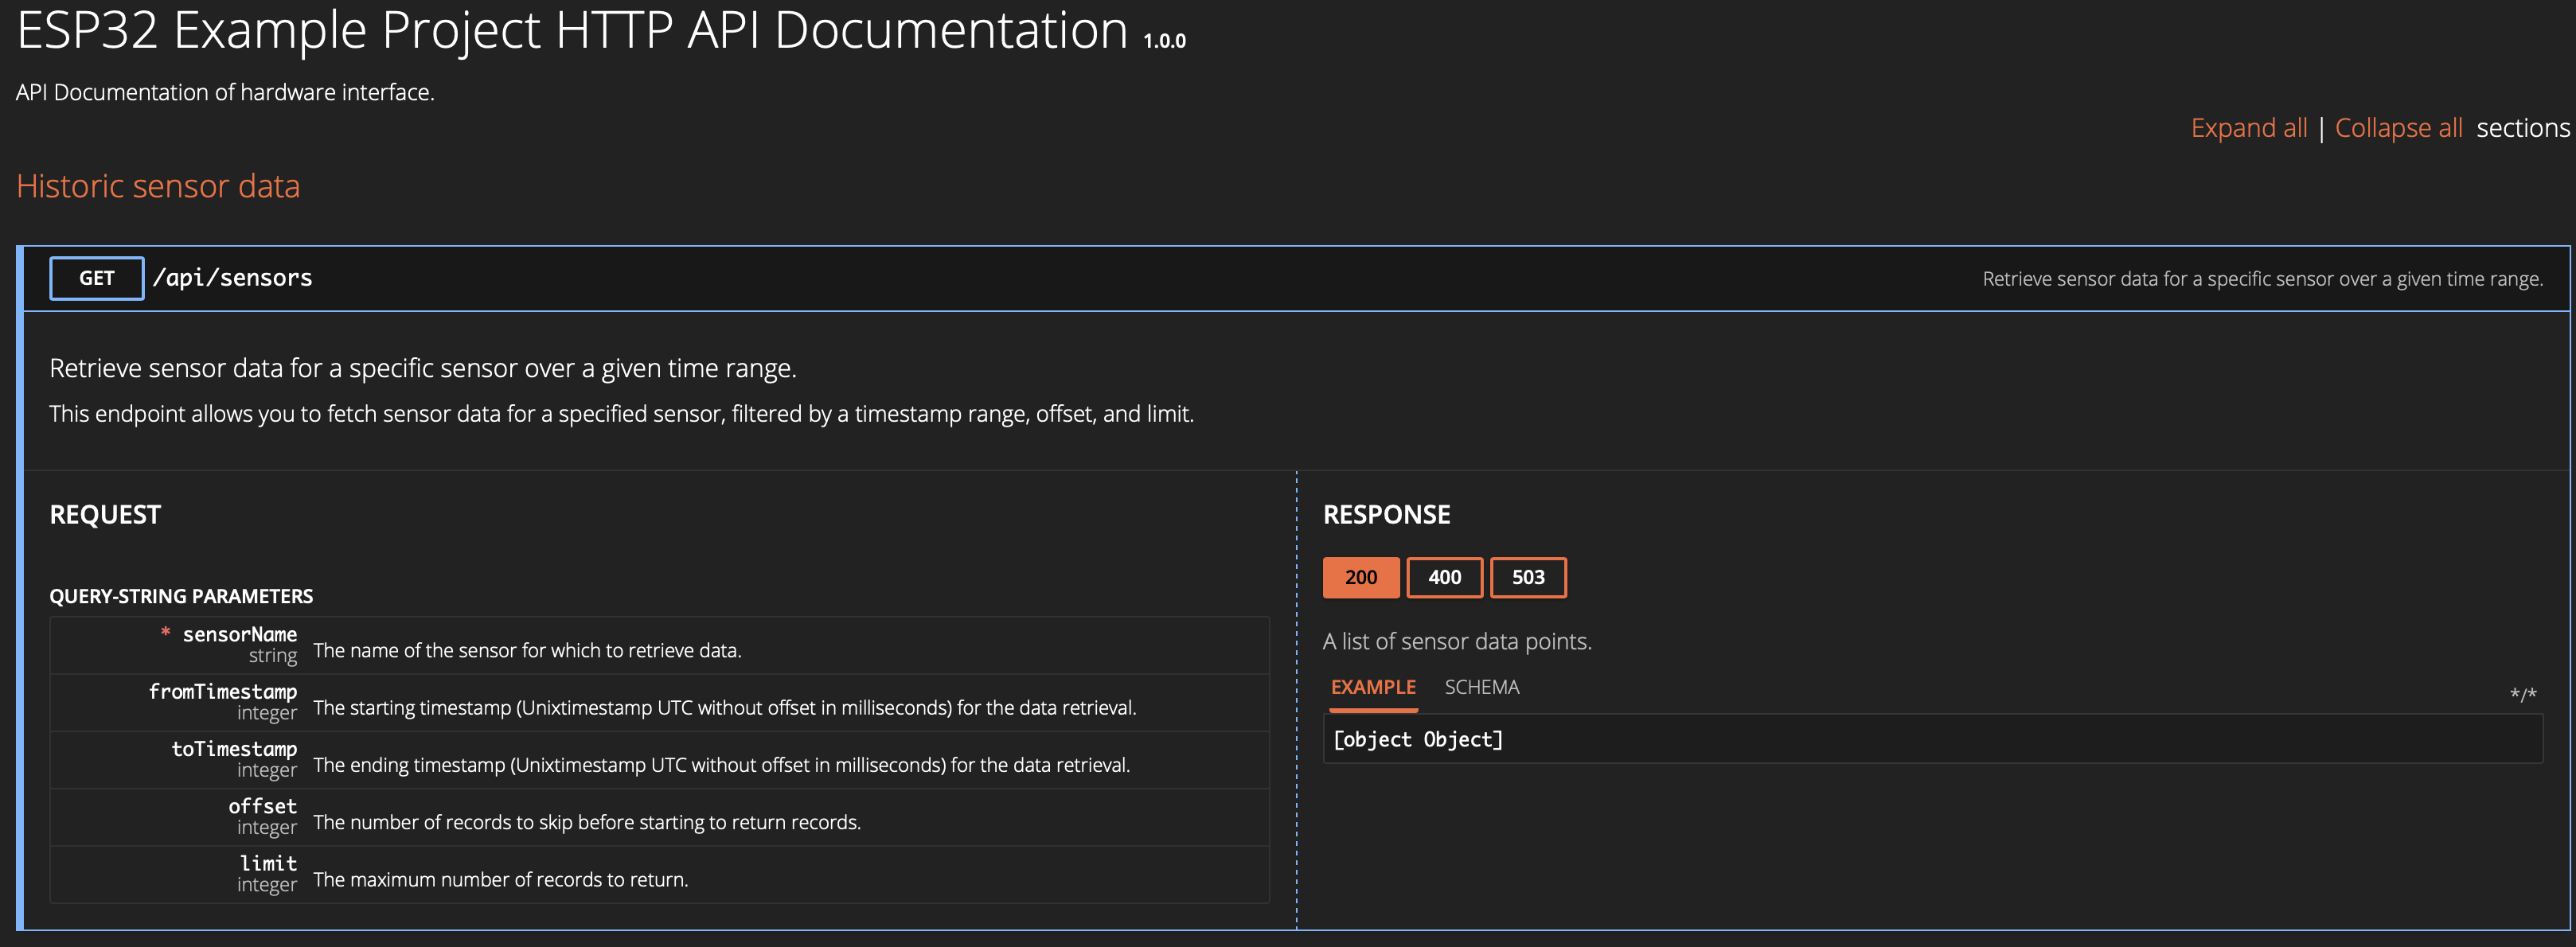 ESP32 Example Project HTTP API Documentation 1.0.0
API Documentation of hardware interface.
Expand all | Collapse all sections
Historic sensor data
GET /api/sensors Retrieve sensor data for a specific sensor over a given time range.
Retrieve sensor data for a specific sensor over a given time range.
This endpoint allows you to fetch sensor data for a specified sensor, filtered by a timestamp range, offset, and limit.
REQUEST
QUERY-STRING PARAMETERS
* sensorName
string
The name of the sensor for which to retrieve data.
fromTimestamp
integer
The starting timestamp (Unixtimestamp UTC without offset in milliseconds) for the data retrieval.
toTimestamp
integer
The ending timestamp (Unixtimestamp UTC without offset in milliseconds) for the data retrieval.
offset
integer
The number of records to skip before starting to return records.
limit
integer
The maximum number of records to return.
RESPONSE
200 400 503
A list of sensor data points.
EXAMPLE SCHEMA */*
[object Object]